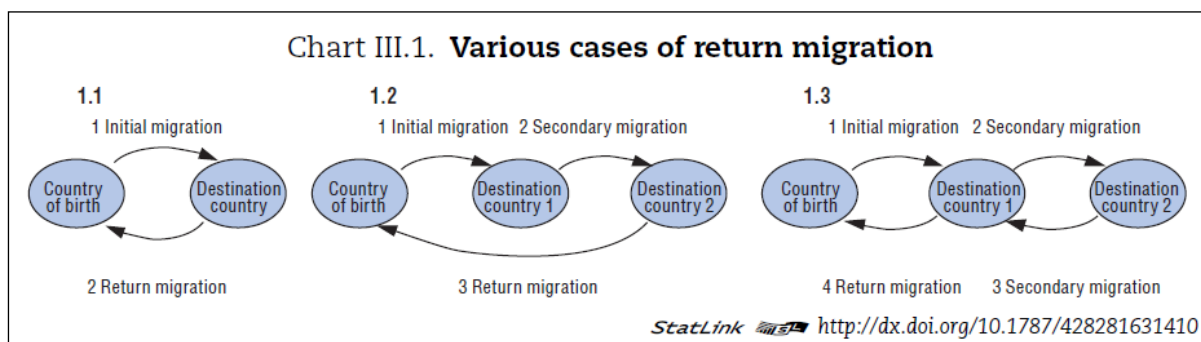 Chart III.1. Various cases of return migration
1.1
1 Initial migration
Country
of birth
Destination
country
2 Return migration
1.2
1 Initial migration 2 Secondary migration
Country
of birth
Destination
country 1
Destination
country 2
3 Return migration
1.3
1 Initial migration 2 Secondary migration
Country
of birth
Destination
country 1
Destination
country 2
4 Return migration 3 Secondary migration
StatLink http://dx.doi.org/10.1787/428281631410